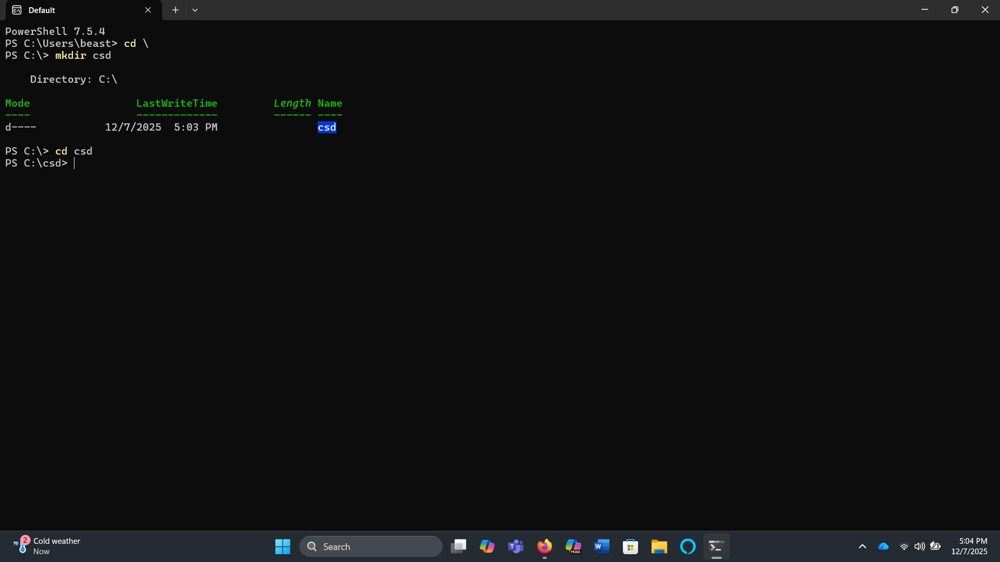 Default
PowerShell 7.5.4
PS C:\Users\beast> cd \
PS C:\> mkdir csd
Directory: C:\
Mode LastWriteTime Length Name
---- ------------- ------ ----
d---- 12/7/2025 5:03 PM csd
PS C:\> cd csd
PS C:\csd>
2
Cold weather
Now
Search
T
M365
W
5:04 PM
12/7/2025